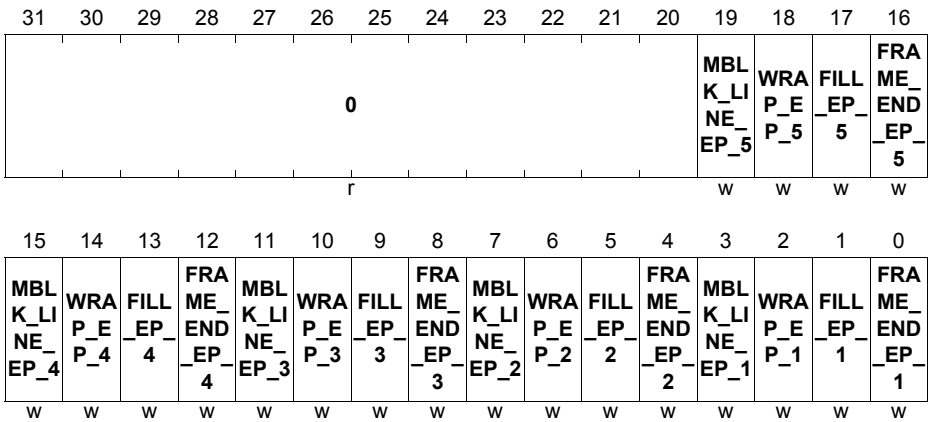 31 30 29 28 27 26 25 24 23 22 21 20 19 18 17 16
0
MBL
K_LI
NE_
EP_5
WRA
P_E
P_5
FILL
_EP_
5
FRA
ME_
END
_EP_
5
r w w w w
15 14 13 12 11 10 9 8 7 6 5 4 3 2 1 0
MBL
K_LI
NE_
EP_4
WRA
P_E
P_4
FILL
_EP_
4
FRA
ME_
END
_EP_
4
MBL
K_LI
NE_
EP_3
WRA
P_E
P_3
FILL
_EP_
3
FRA
ME_
END
_EP_
3
MBL
K_LI
NE_
EP_2
WRA
P_E
P_2
FILL
_EP_
2
FRA
ME_
END
_EP_
2
MBL
K_LI
NE_
EP_1
WRA
P_E
P_1
FILL
_EP_
1
FRA
ME_
END
_EP_
1
w w w w w w w w w w w w w w w w